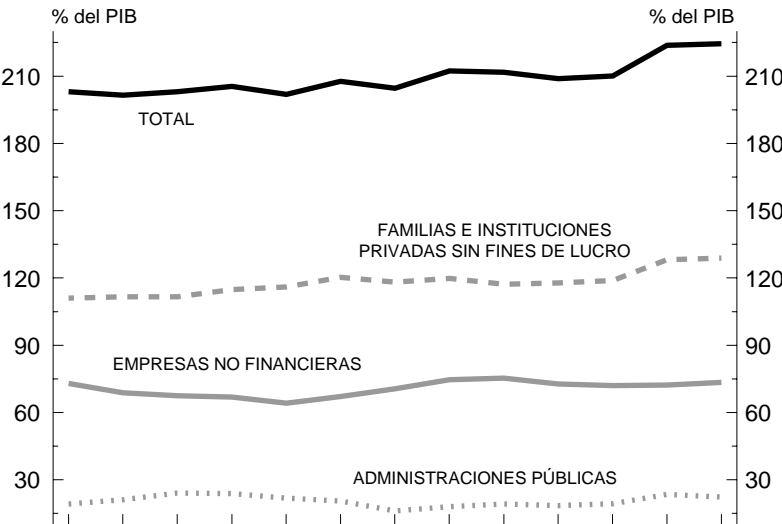 % del PIB % del PIB
210 210
TOTAL
180 180
150 150
FAMILIAS E INSTITUCIONES
PRIVADAS SIN FINES DE LUCRO
120 120
90 90
EMPRESAS NO FINANCIERAS
60 60
30 30
ADMINISTRACIONES PÚBLICAS